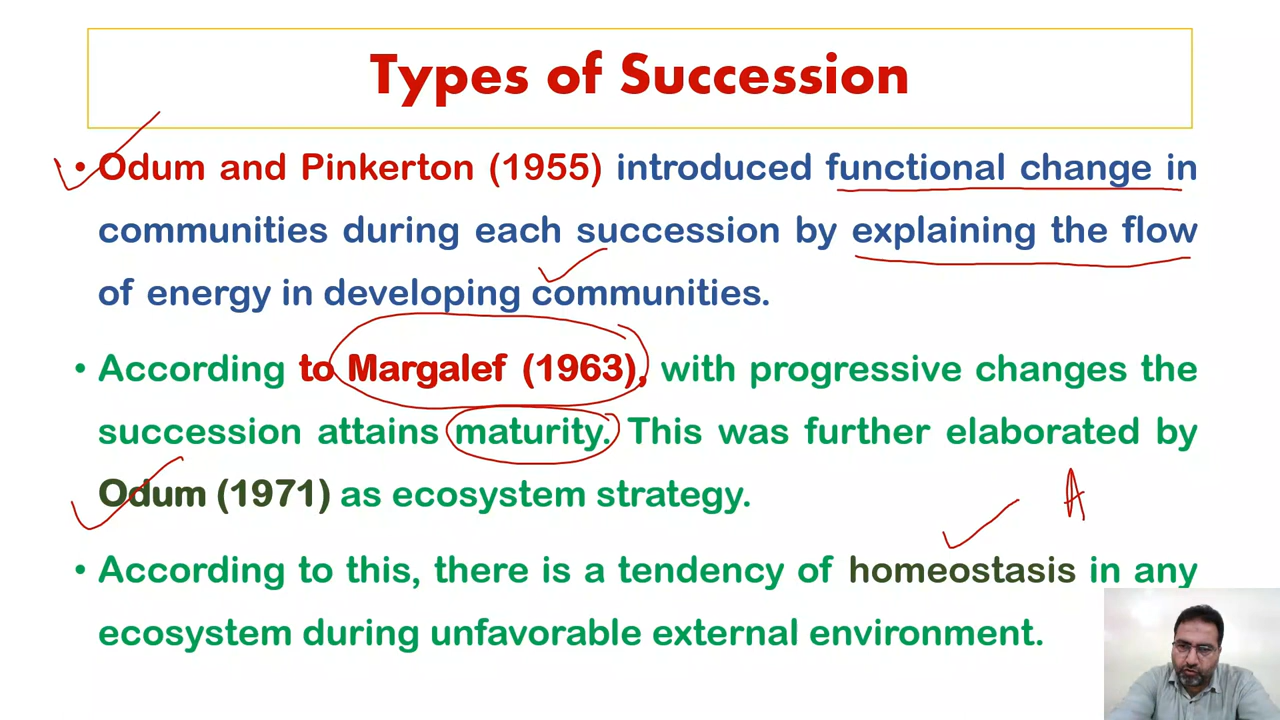 Types of Succession
• Odum and Pinkerton (1955) introduced functional change in
communities during each succession by explaining the flow
of energy in developing communities.
• According to Margalef (1963), with progressive changes the
succession attains maturity. This was further elaborated by
Odum (1971) as ecosystem strategy.
A
• According to this, there is a tendency of homeostasis in any
ecosystem during unfavorable external environment.